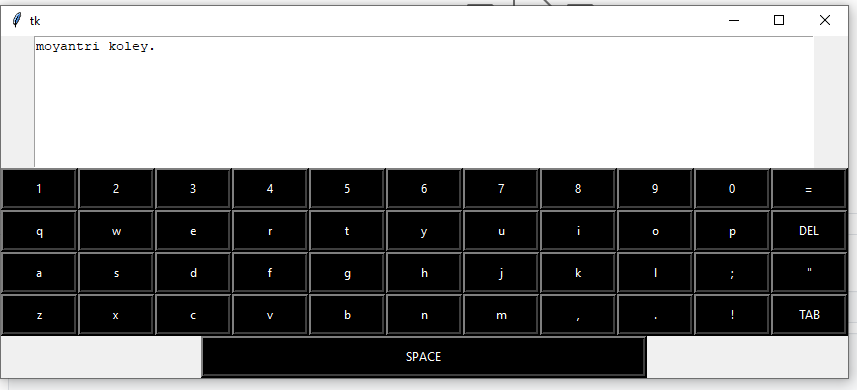 tk
moyantri koley.
1 2 3 4 5 6 7 8 9 0 =
q w e r t y u i o p DEL
a s d f g h j k l ; "
z x c v b n m , . ! TAB
SPACE